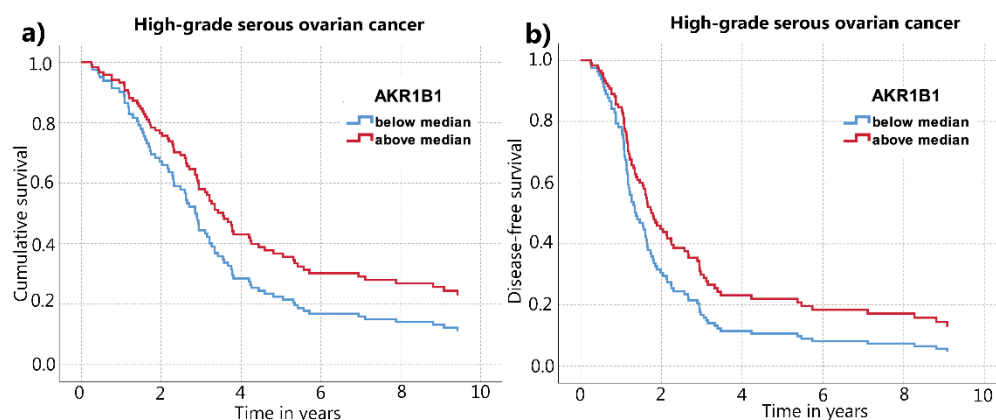 a)
High-grade serous ovarian cancer
Cumulative survival
1.0
0.8
0.6
0.4
0.2
0.0
AKR1B1
below median
above median
0 2 4 6 8 10
Time in years
b)
High-grade serous ovarian cancer
Disease-free survival
1.0
0.8
0.6
0.4
0.2
0.0
AKR1B1
below median
above median
0 2 4 6 8 10
Time in years